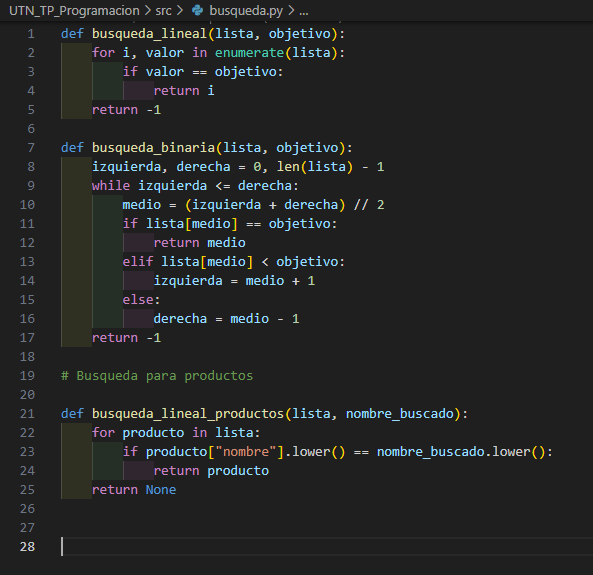 UTN_TP_Programacion > src > busqueda.py > ...
1 def busqueda_lineal(lista, objetivo):
2     for i, valor in enumerate(lista):
3         if valor == objetivo:
4             return i
5     return -1
6
7 def busqueda_binaria(lista, objetivo):
8     izquierda, derecha = 0, len(lista) - 1
9     while izquierda <= derecha:
10         medio = (izquierda + derecha) // 2
11         if lista[medio] == objetivo:
12             return medio
13         elif lista[medio] < objetivo:
14             izquierda = medio + 1
15         else:
16             derecha = medio - 1
17     return -1
18
19 # Busqueda para productos
20
21 def busqueda_lineal_productos(lista, nombre_buscado):
22     for producto in lista:
23         if producto["nombre"].lower() == nombre_buscado.lower():
24             return producto
25     return None
26
27
28